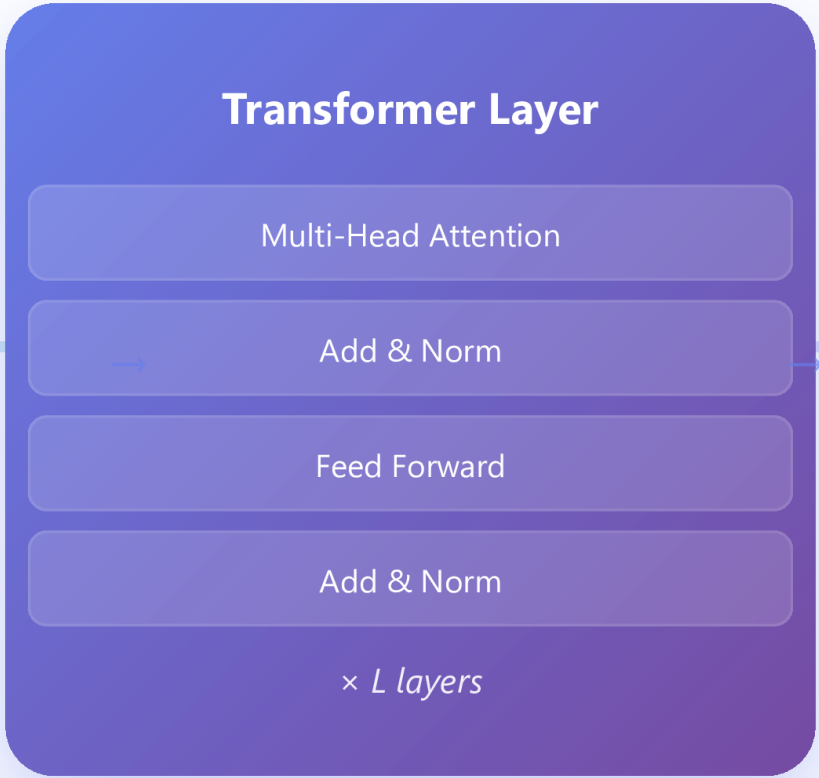 Transformer Layer
Multi-Head Attention
Add & Norm
Feed Forward
Add & Norm
× L layers